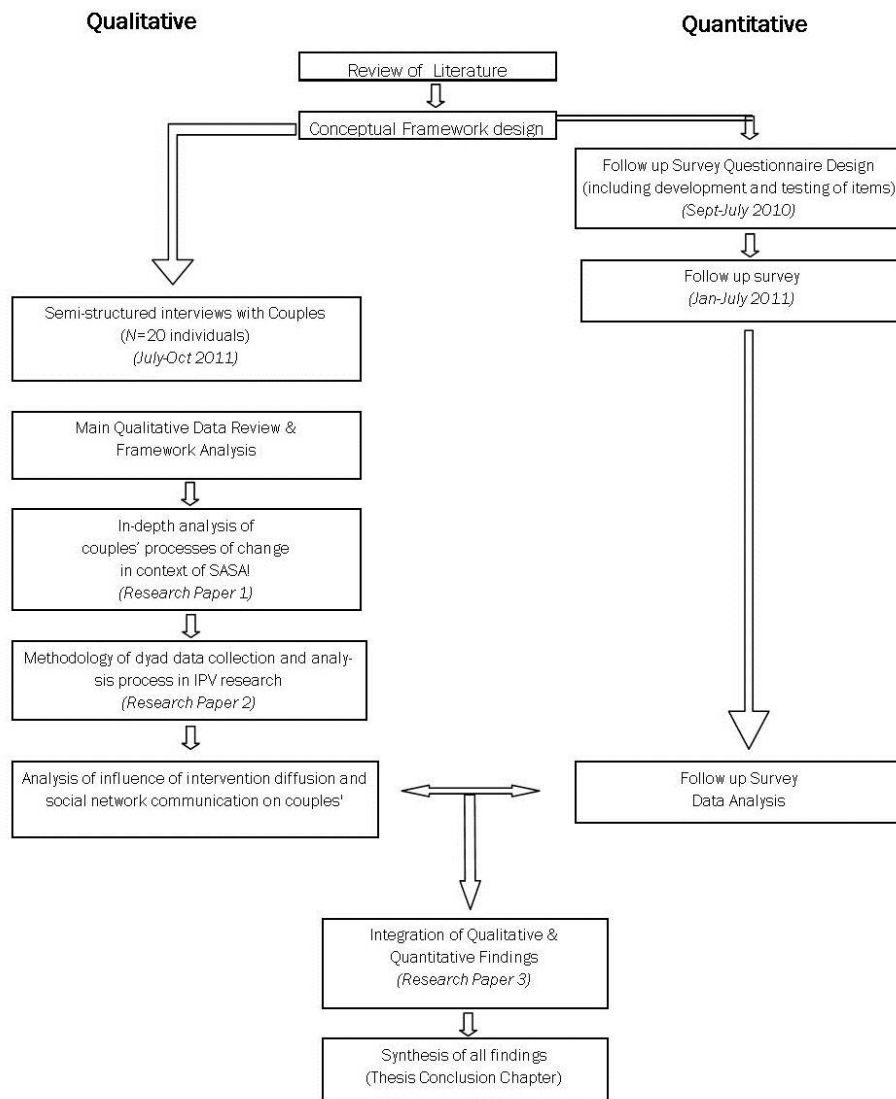 Qualitative
Quantitative
Review of Literature
Conceptual Framework design
Follow up Survey Questionnaire Design
(including development and testing of items)
(Sept-July 2010)
Follow up survey
(Jan-July 2011)
Semi-structured interviews with Couples
(N=20 individuals)
(July-Oct 2011)
Main Qualitative Data Review &
Framework Analysis
In-depth analysis of
couples' processes of change
in context of SASA!
(Research Paper 1)
Methodology of dyad data collection and analy-
sis process in IPV research
(Research Paper 2)
Analysis of influence of intervention diffusion and
social network communication on couples'
Follow up Survey
Data Analysis
Integration of Qualitative &
Quantitative Findings
(Research Paper 3)
Synthesis of all findings
(Thesis Conclusion Chapter)